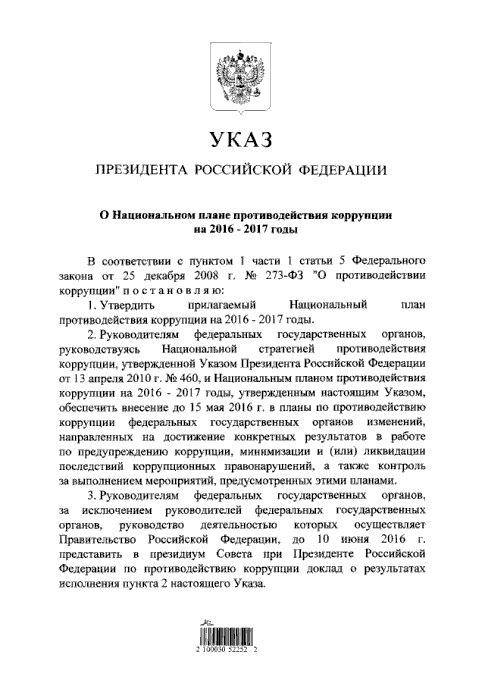 УКАЗ
ПРЕЗИДЕНТА РОССИЙСКОЙ ФЕДЕРАЦИИ
О Национальном плане противодействия коррупции
на 2016 - 2017 годы
В соответствии с пунктом 1 части 1 статьи 5 Федерального
закона от 25 декабря 2008 г. № 273-ФЗ "О противодействии
коррупции" п о с т а н о в л я ю:
1. Утвердить прилагаемый Национальный план
противодействия коррупции на 2016 - 2017 годы.
2. Руководителям федеральных государственных органов,
руководствуясь Национальной стратегией противодействия
коррупции, утвержденной Указом Президента Российской Федерации
от 13 апреля 2010 г. № 460, и Национальным планом противодействия
коррупции на 2016 - 2017 годы, утвержденным настоящим Указом,
обеспечить внесение до 15 мая 2016 г. в планы по противодействию
коррупции федеральных государственных органов изменений,
направленных на достижение конкретных результатов в работе
по предупреждению коррупции, минимизации и (или) ликвидации
последствий коррупционных правонарушений, а также контроль
за выполнением мероприятий, предусмотренных этими планами.
3. Руководителям федеральных государственных органов,
за исключением руководителей федеральных государственных
органов, руководство деятельностью которых осуществляет
Правительство Российской Федерации, до 10 июня 2016 г.
представить в президиум Совета при Президенте Российской
Федерации по противодействию коррупции доклад о результатах
исполнения пункта 2 настоящего Указа.
2 100030 52252 2